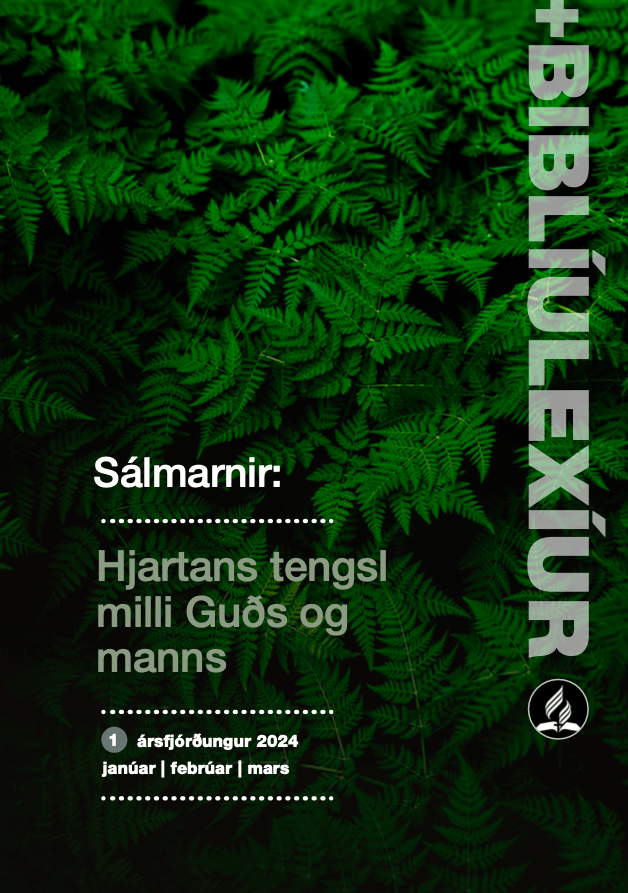 +BIBLÍULEXÍUR
Sálmarnir:
Hjartans tengsl
milli Guðs og
manns
1 ársfjórðungur 2024
janúar | febrúar | mars